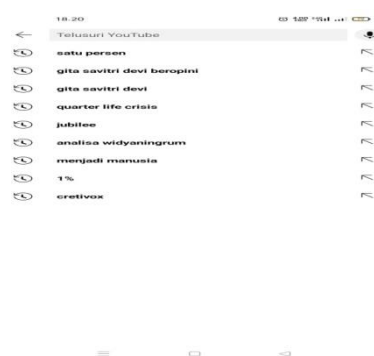 18.20
Telusuri YouTube
satu persen
gita savitri devi beropini
gita savitri devi
quarter life crisis
jubilee
analisa widyaningrum
menjadi manusia
1%
cretivox